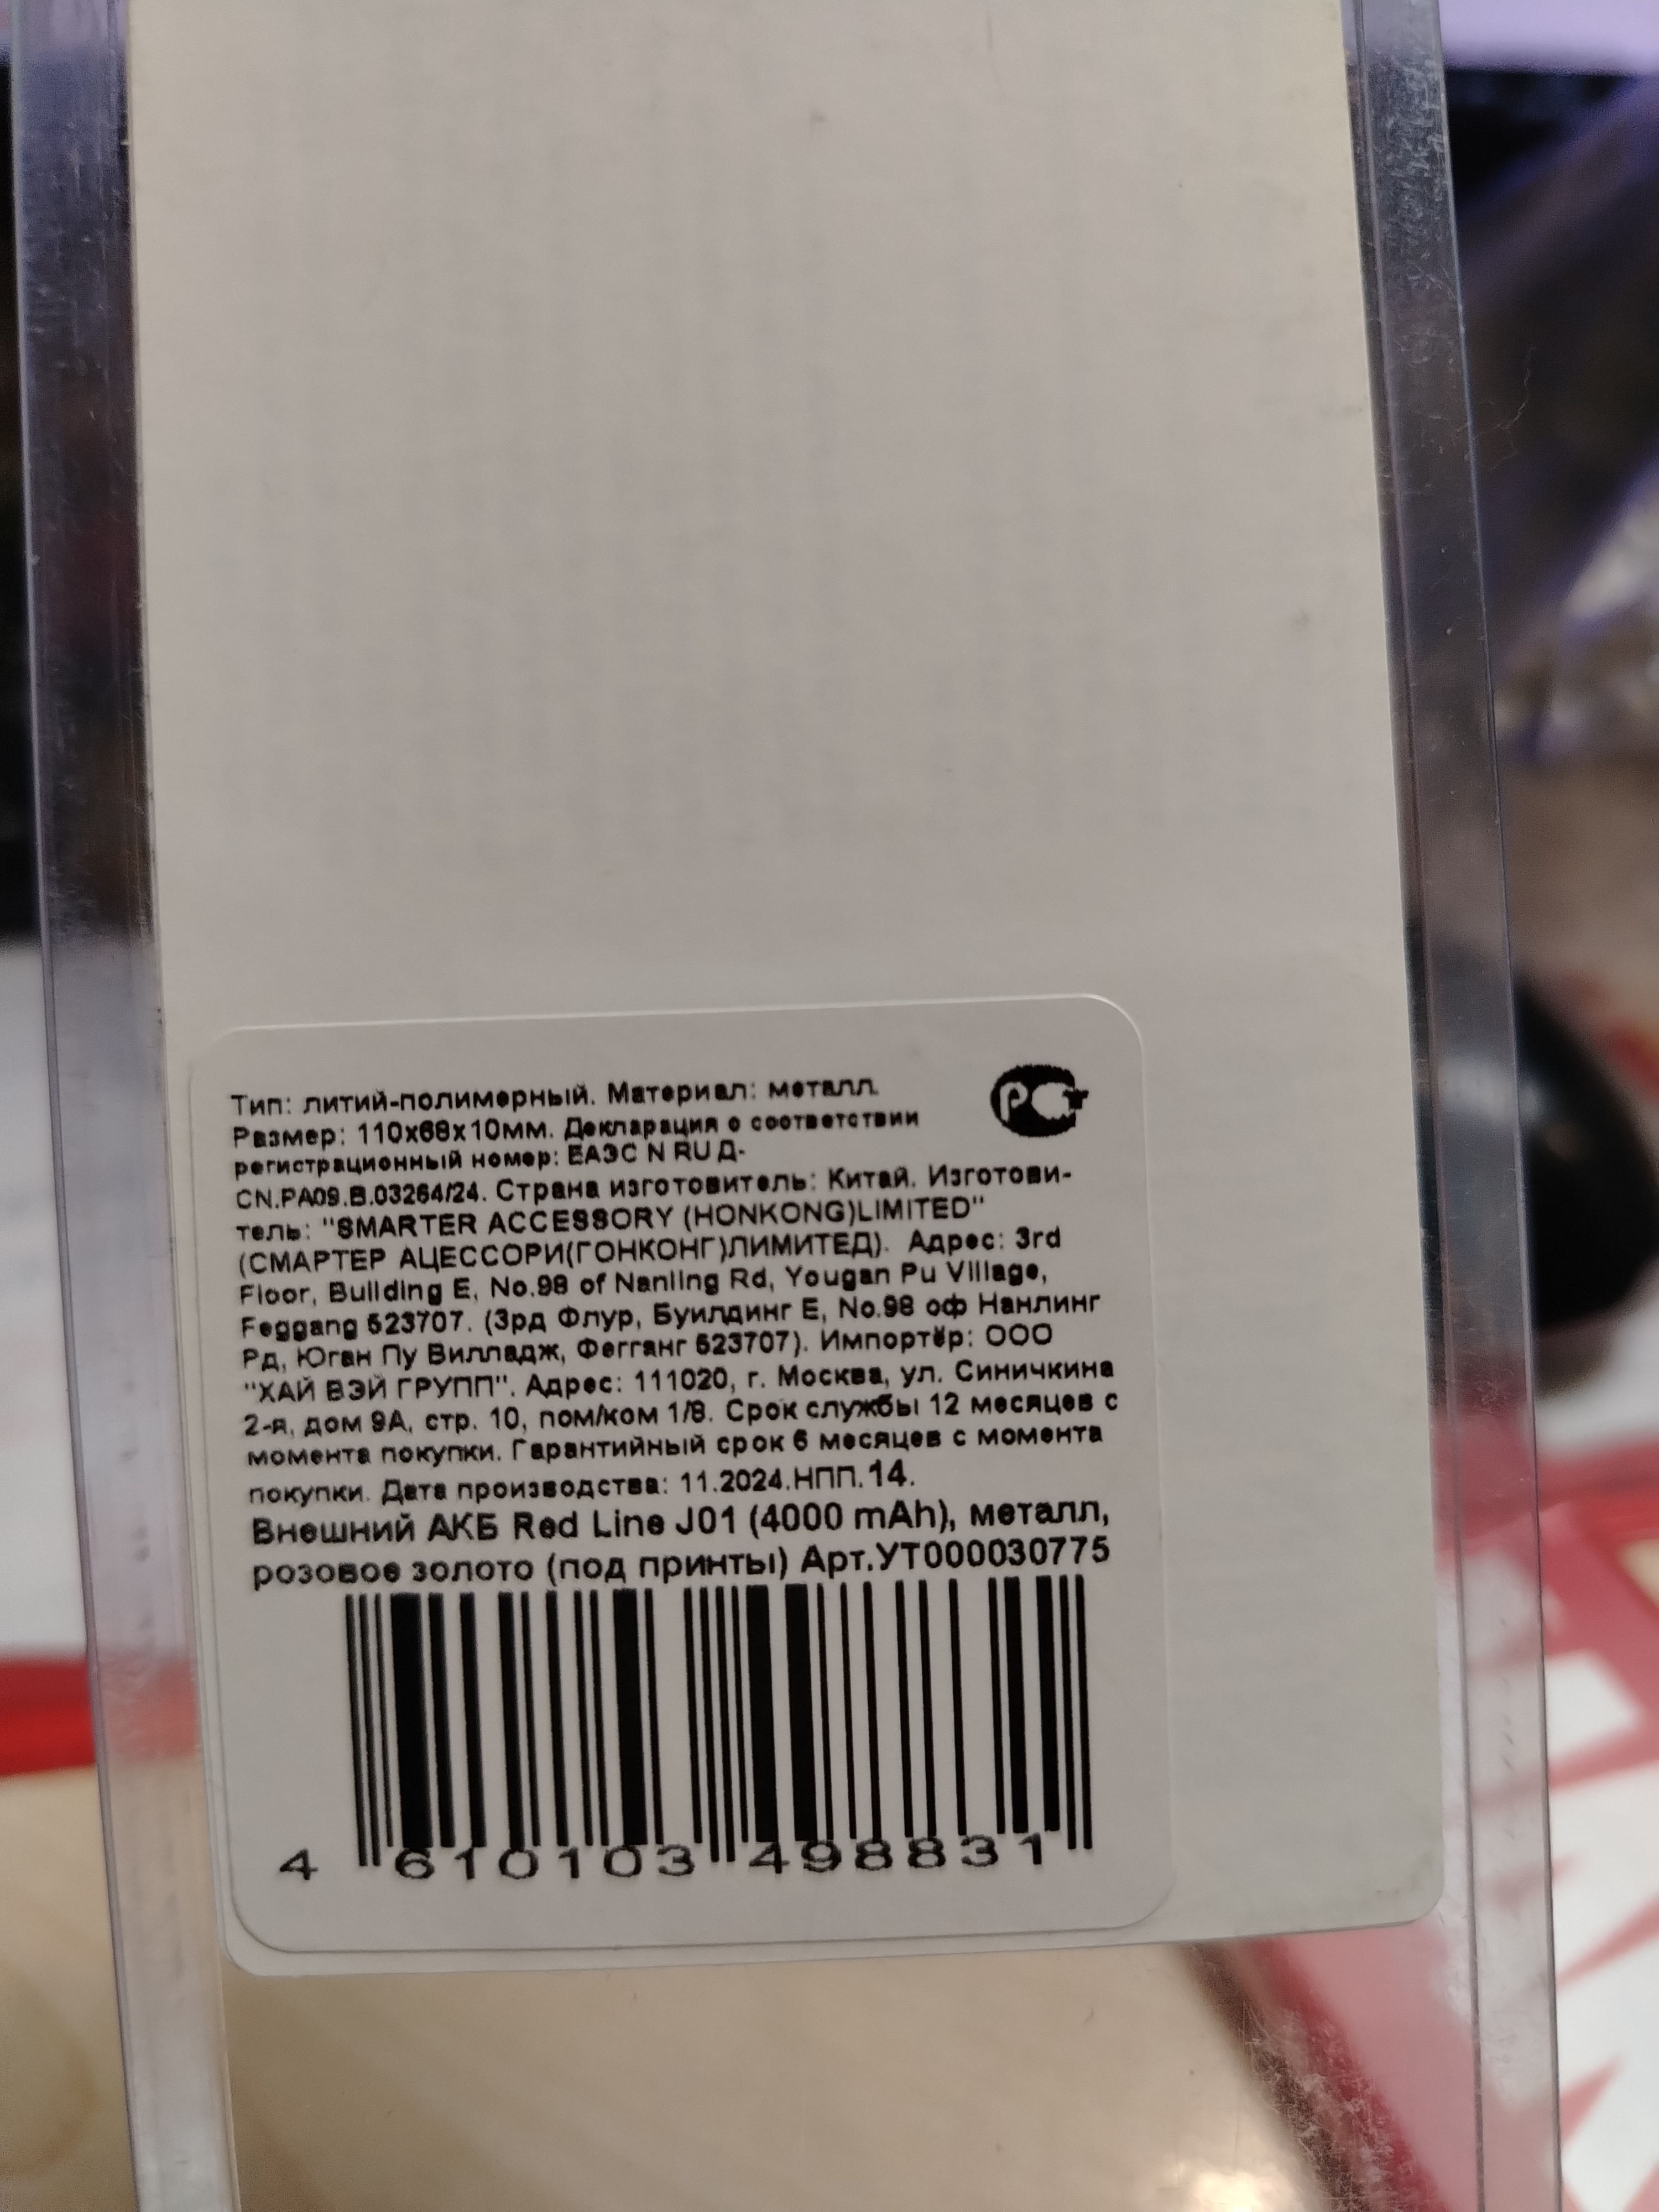 Тип: литий-полимерный. Материал: металл.
РСТ
Размер: 110х68х10мм. Декларация о соответствии
регистрационный номер: ЕАЭС N RU Д-
CN.РА09.В.03264/24. Страна изготовитель: Китай. Изготови-
тель: "SMARTER ACCESSORY (HONKONG)LIMITED"
(СМАРТЕР АЦЕССОРИ(ГОНКОНГ)ЛИМИТЕД). Адрес: 3rd
Floor, Building E, No.98 of Nanling Rd, Yougan Pu Village,
Feggang 523707. (3рд Флур, Буилдинг Е, No.98 оф Нанлинг
Рд, Юган Пу Вилладж, Фегганг 523707). Импортёр: ООО
"ХАЙ ВЭЙ ГРУПП". Адрес: 111020, г. Москва, ул. Синичкина
2-я, дом 9А, стр. 10, пом/ком 1/8. Срок службы 12 месяцев с
момента покупки. Гарантийный срок 6 месяцев с момента
покупки. Дата производства: 11.2024.НПП.14.
Внешний АКБ Red Line J01 (4000 mAh), металл,
розовое золото (под принты) Арт.УТ000030775
4 610103 498831